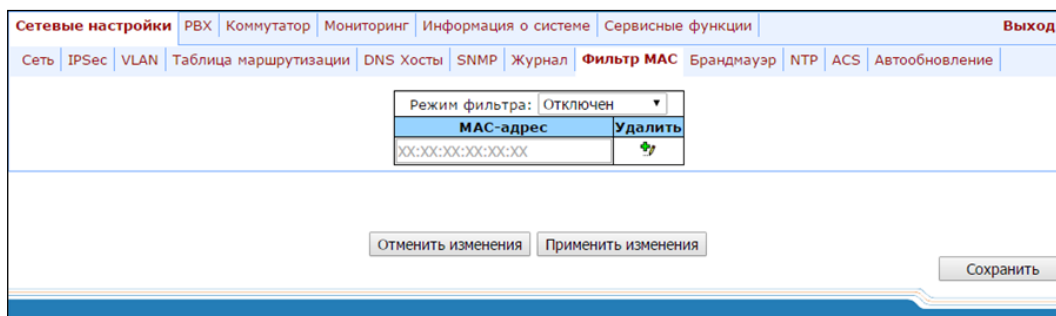 Сетевые настройки PBX Коммутатор Мониторинг Информация о системе Сервисные функции Выход
Сеть IPSec VLAN Таблица маршрутизации DNS Хосты SNMP Журнал Фильтр MAC Брандмауэр NTP ACS Автообновление
Режим фильтра: Отключен
MAC-адрес Удалить
XX:XX:XX:XX:XX:XX
Отменить изменения Применить изменения
Сохранить